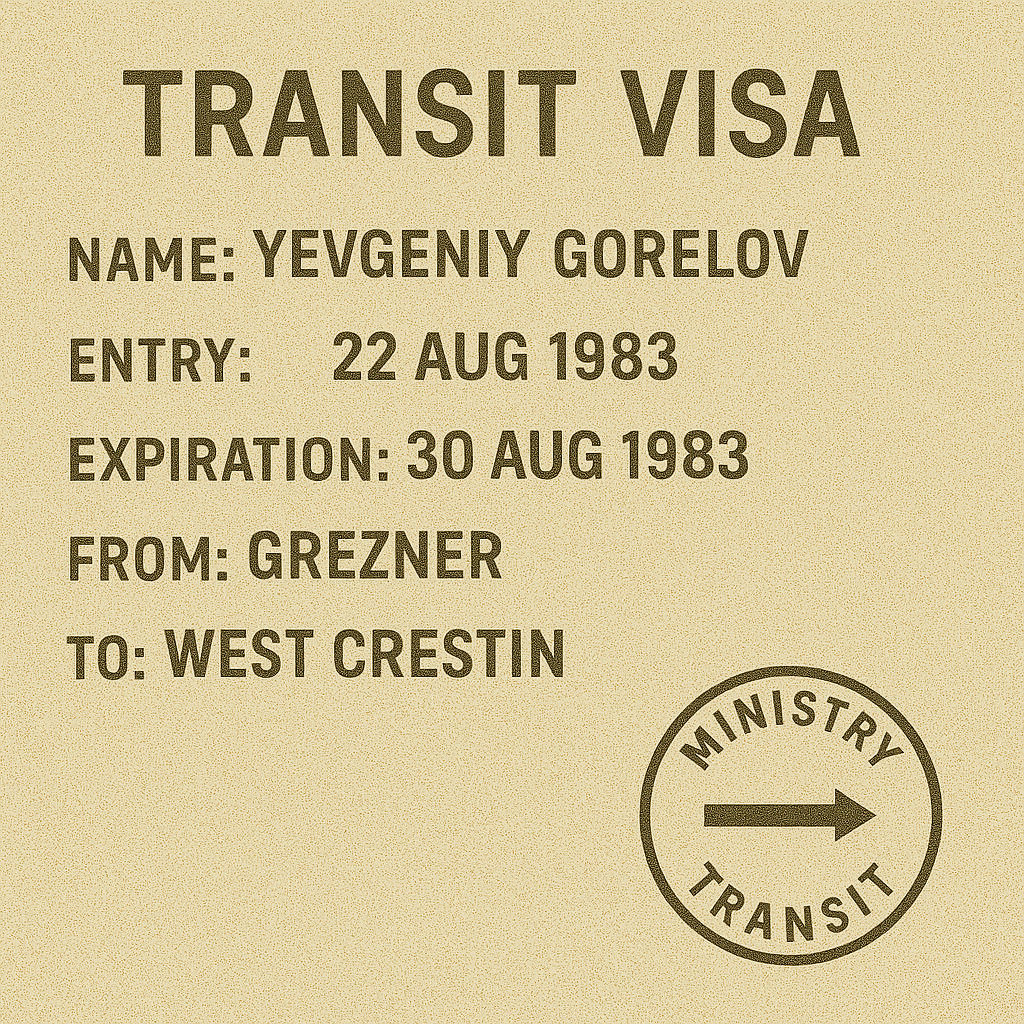 TRANSIT VISA
NAME: YEVGENIY GORELOV
ENTRY: 22 AUG 1983
EXPIRATION: 30 AUG 1983
FROM: GREZNER
TO: WEST CRESTIN
MINISTRY
TRANSIT